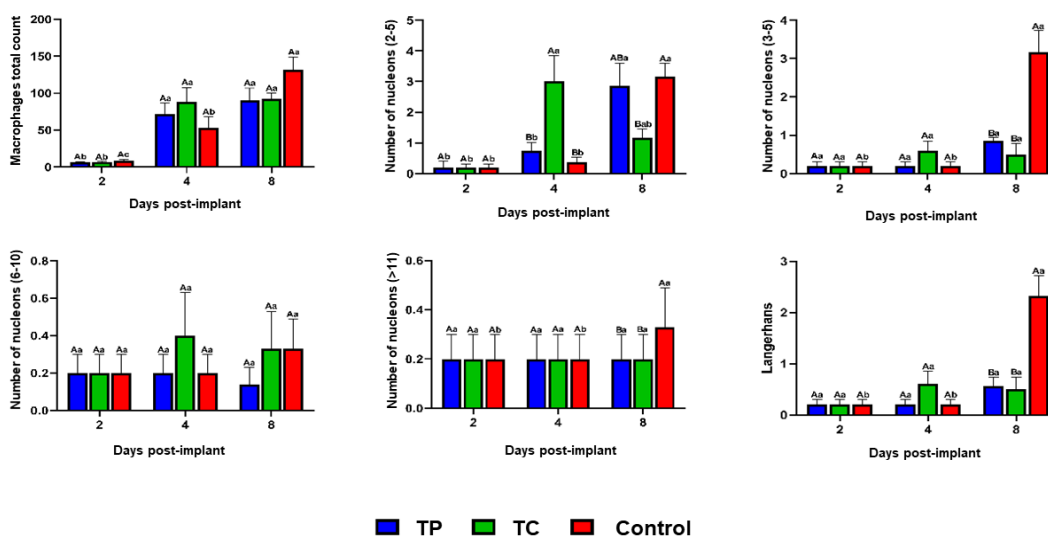 Macrophages total count
200
150
100
50
0
Ab Ab Ac
Aa Aa Ab
Aa Aa Aa
2 4 8
Days post-implant
Number of nucleons (2-5)
5
4
3
2
1
0
Ab Ab Ab
Bb Aa Bb
ABa Bab Aa
2 4 8
Days post-implant
Number of nucleons (3-5)
4
3
2
1
0
Aa Aa Ab
Aa Aa Ab
Ba Ba Aa
2 4 8
Days post-implant
Number of nucleons (6-10)
0.8
0.6
0.4
0.2
0.0
Aa Aa Aa
Aa Aa Aa
Aa Aa Aa
2 4 8
Days post-implant
Number of nucleons (>11)
0.6
0.4
0.2
0.0
Aa Aa Ab
Aa Aa Ab
Ba Ba Aa
2 4 8
Days post-implant
Langerhans
3
2
1
0
Aa Aa Ab
Aa Aa Ab
Ba Ba Aa
2 4 8
Days post-implant
TP TC Control